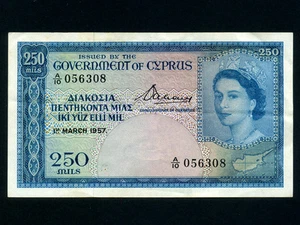 ISSUED BY THE
250 GOVERNMENT OF CYPRUS 250
MILS
A/10 056308
ΔΙΑΚΟΣΙΑ
ΠΕΝΤΗΚΟΝΤΑ ΜΙΛΣ
İKİ YÜZ ELLİ MİL
1ST MARCH 1957.
A/10 056308
250
MILS